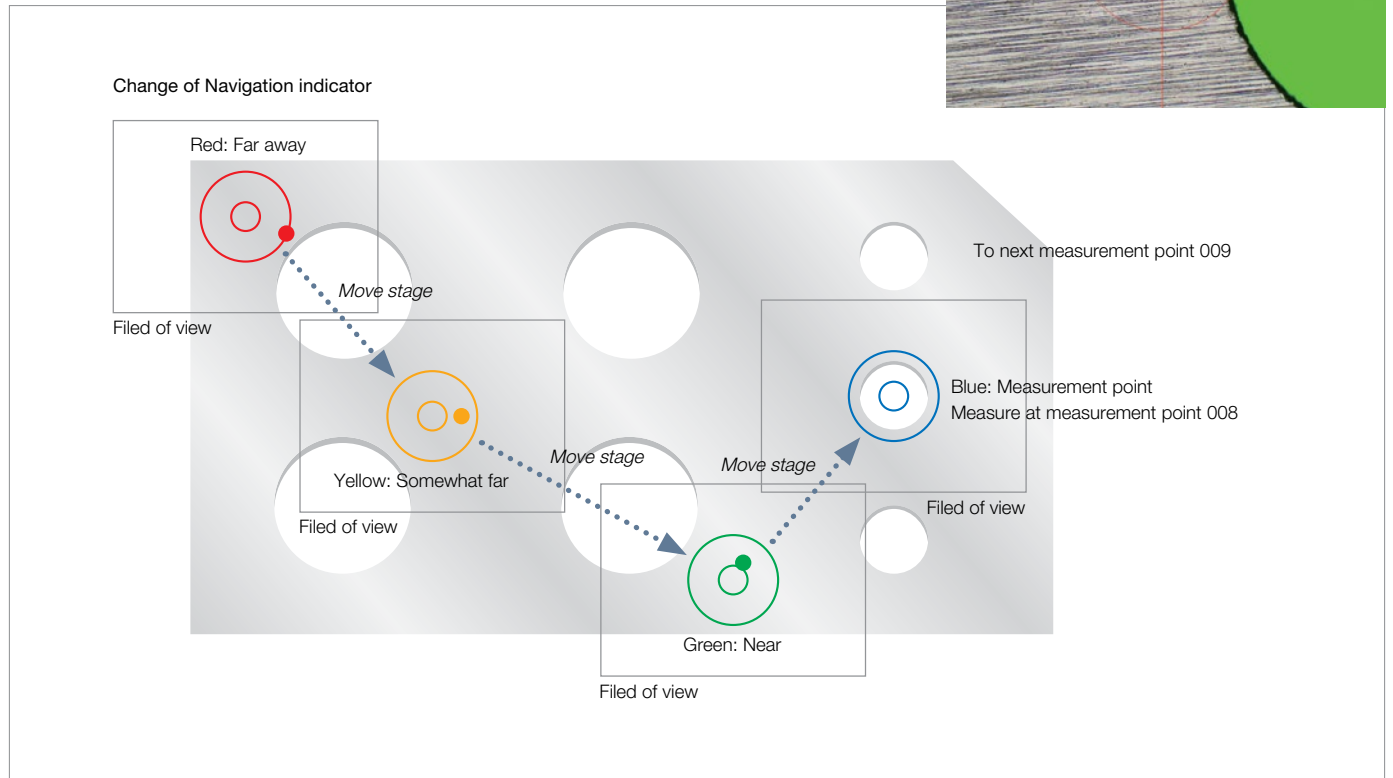 Change of Navigation indicator
Red: Far away
To next measurement point 009
Move stage
Filed of view
Blue: Measurement point
Measure at measurement point 008
Move stage
Move stage
Yellow: Somewhat far
Filed of view
Filed of view
Green: Near
Filed of view